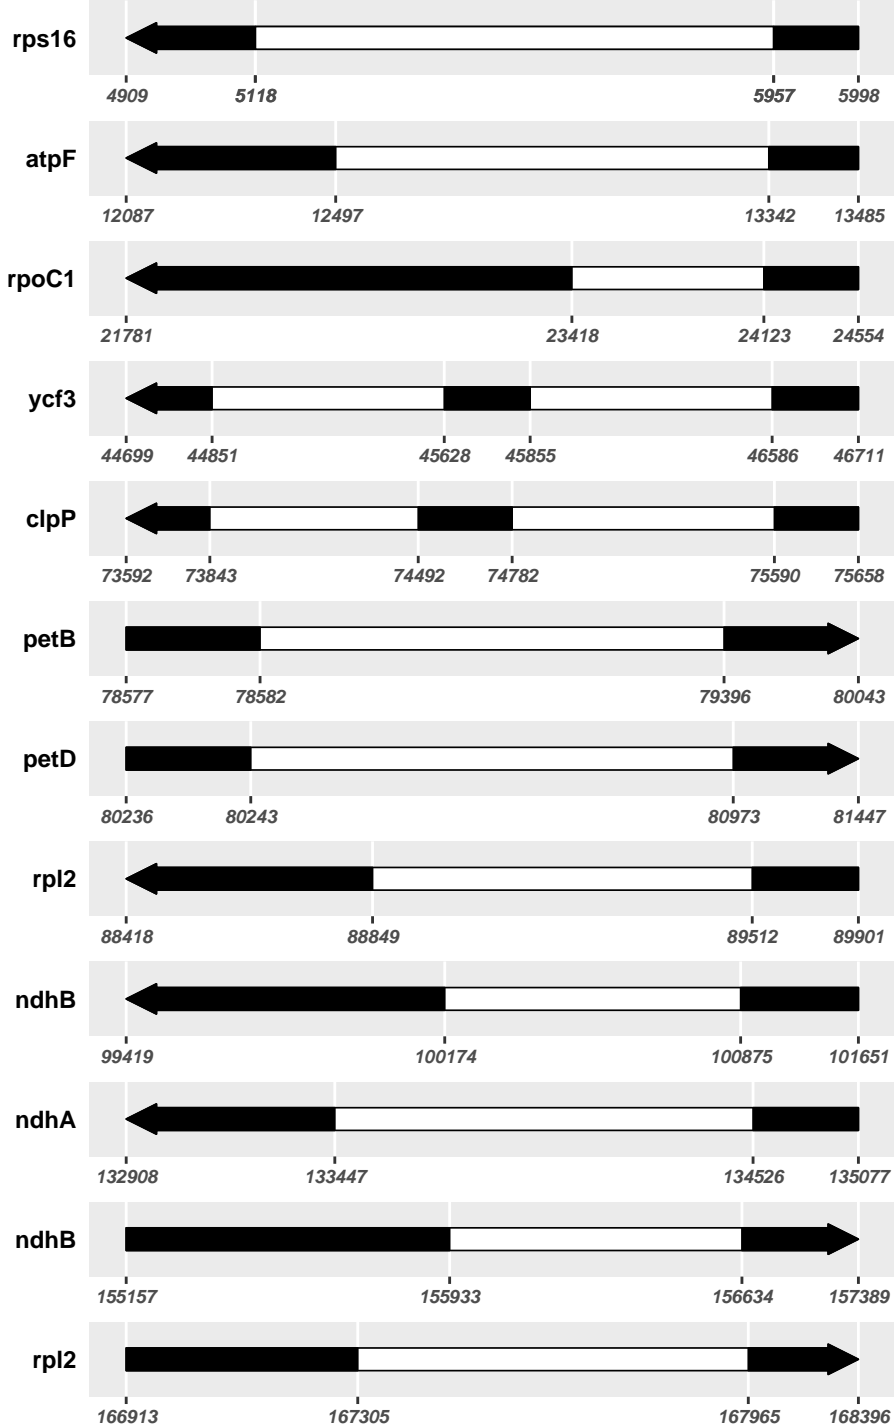 rps16
4909 5118 5957 5998
atpF
12087 12497 13342 13485
rpoC1
21781 23418 24123 24554
ycf3
44699 44851 45628 45855 46586 46711
clpP
73592 73843 74492 74782 75590 75658
petB
78577 78582 79396 80043
petD
80236 80243 80973 81447
rpl2
88418 88849 89512 89901
ndhB
99419 100174 100875 101651
ndhA
132908 133447 134526 135077
ndhB
155157 155933 156634 157389
rpl2
166913 167305 167965 168396